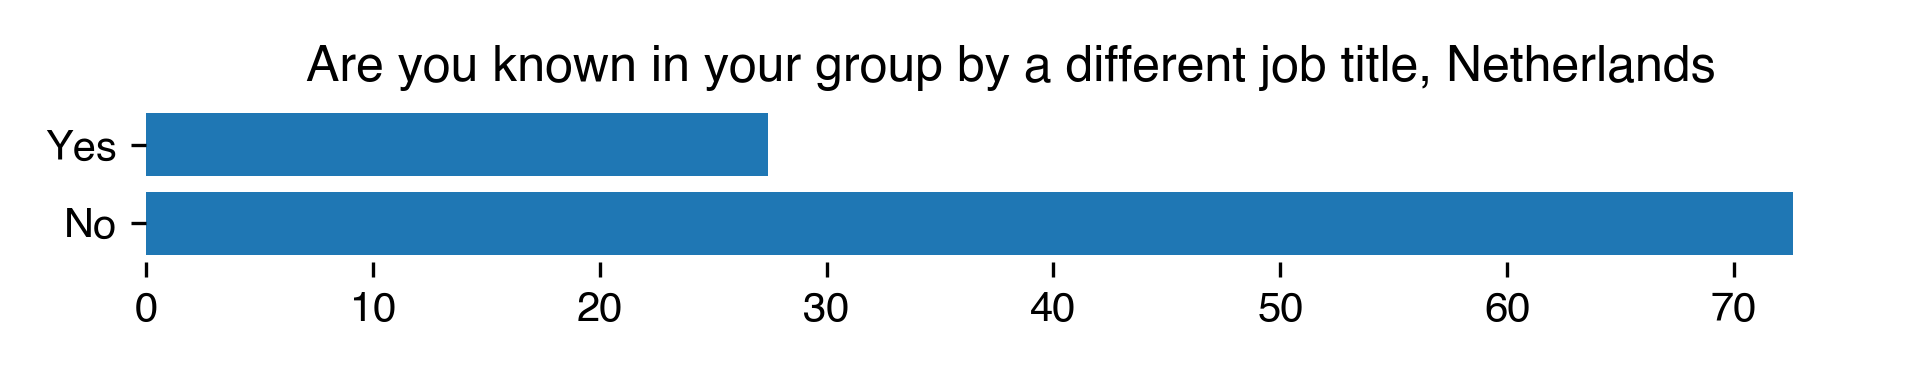 Are you known in your group by a different job title, Netherlands
Yes
No
0 10 20 30 40 50 60 70